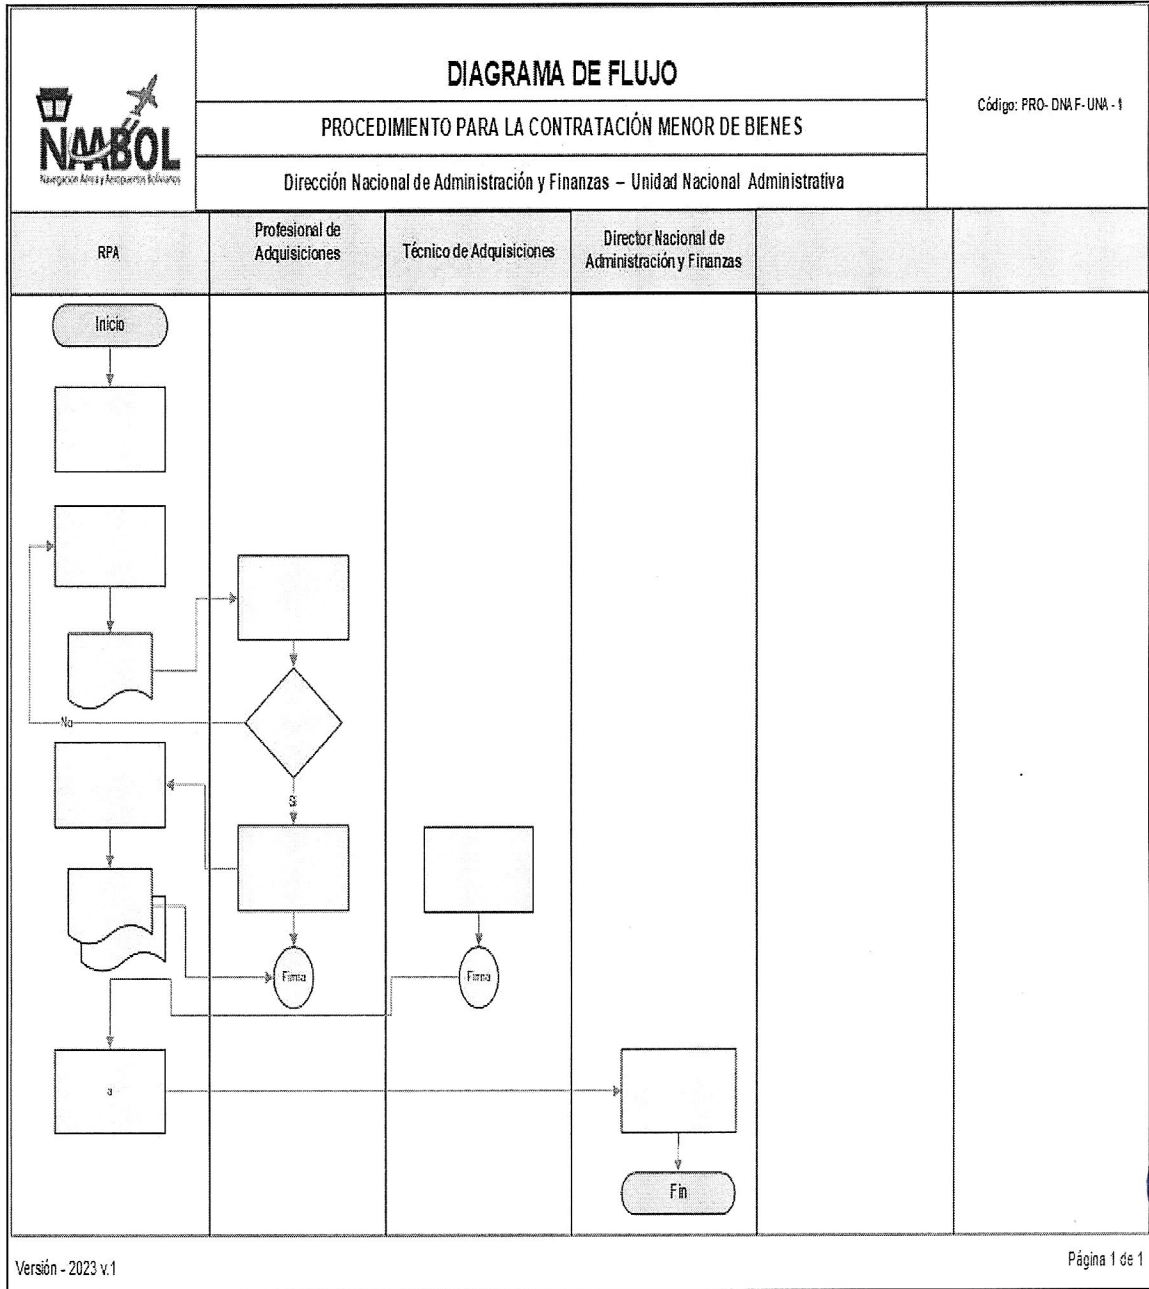 NAABOL
Navegación Aérea y Aeropuertos Bolivianos
DIAGRAMA DE FLUJO
PROCEDIMIENTO PARA LA CONTRATACIÓN MENOR DE BIENES
Dirección Nacional de Administración y Finanzas – Unidad Nacional Administrativa
Código: PRO- DNAF- UNA - 1
RPA
Profesional de
Adquisiciones
Técnico de Adquisiciones
Director Nacional de
Administración y Finanzas
Inicio
No
Si
Firma
Firma
a
Fin
Versión - 2023 v.1
Página 1 de 1